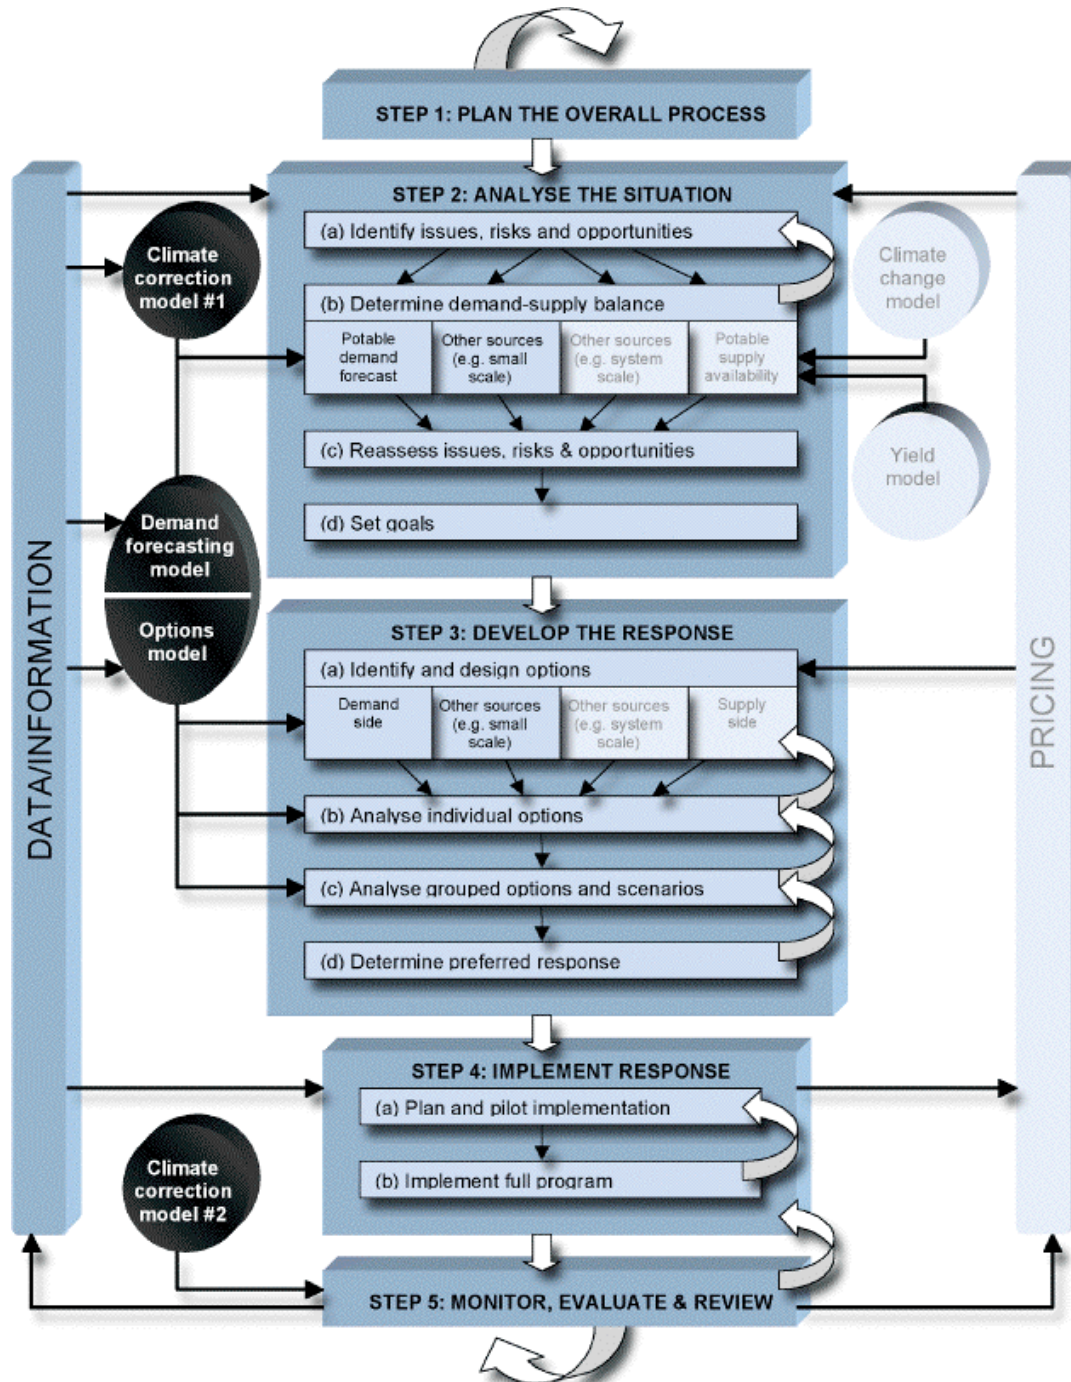 STEP 1: PLAN THE OVERALL PROCESS
STEP 2: ANALYSE THE SITUATION
(a) Identify issues, risks and opportunities
Climate
correction
model #1
Climate
change
model
(b) Determine demand-supply balance
Potable
demand
forecast
Other sources
(e.g. small
scale)
Other sources
(e.g. system
scale)
Potable
supply
availability
(c) Reassess issues, risks & opportunities
Yield
model
(d) Set goals
Demand
forecasting
model
Options
model
DATA/INFORMATION
PRICING
STEP 3: DEVELOP THE RESPONSE
(a) Identify and design options
Demand
side
Other sources
(e.g. small
scale)
Other sources
(e.g. system
scale)
Supply
side
(b) Analyse individual options
(c) Analyse grouped options and scenarios
(d) Determine preferred response
STEP 4: IMPLEMENT RESPONSE
(a) Plan and pilot implementation
(b) Implement full program
Climate
correction
model #2
STEP 5: MONITOR, EVALUATE & REVIEW